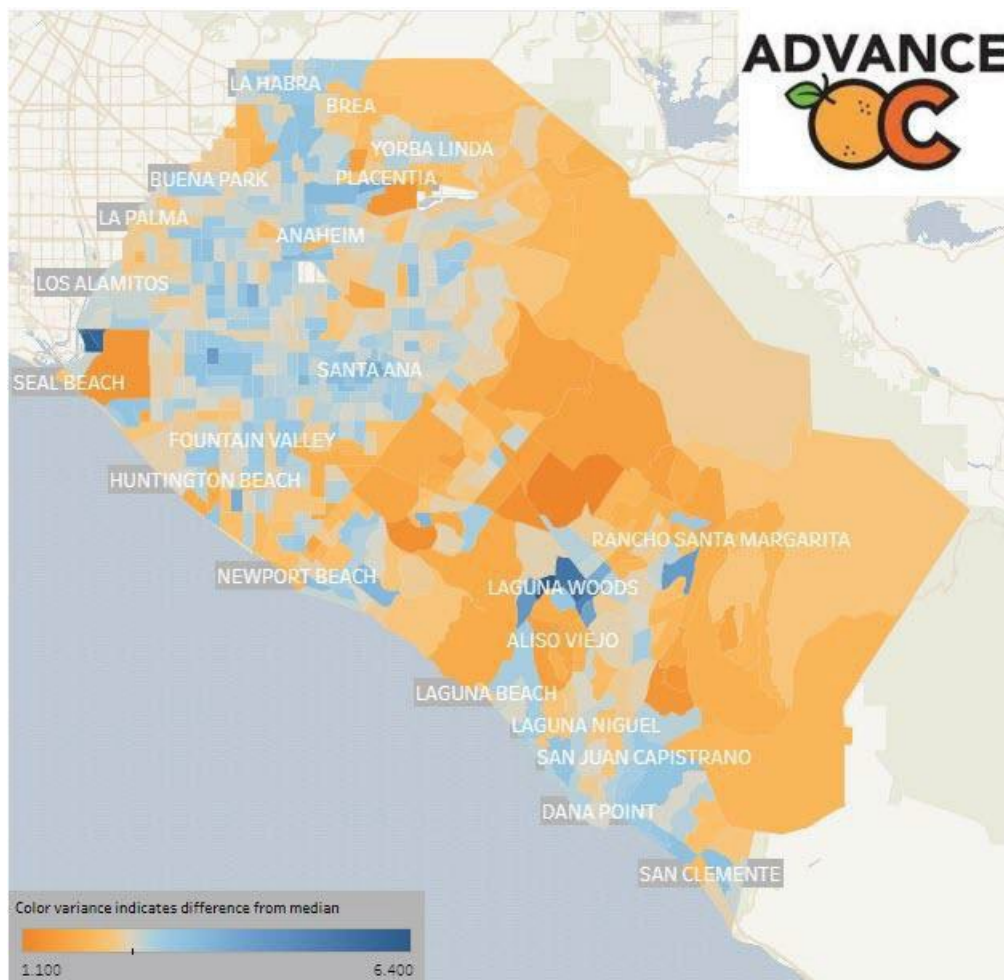 ADVANCE
OC
LA HABRA
BREA
YORBA LINDA
BUENA PARK
PLACENTIA
LA PALMA
ANAHEIM
LOS ALAMITOS
SANTA ANA
SEAL BEACH
FOUNTAIN VALLEY
HUNTINGTON BEACH
RANCHO SANTA MARGARITA
NEWPORT BEACH
LAGUNA WOODS
ALISO VIEJO
LAGUNA BEACH
LAGUNA NIGUEL
SAN JUAN CAPISTRANO
DANA POINT
SAN CLEMENTE
Color variance indicates difference from median
1.100
6.400